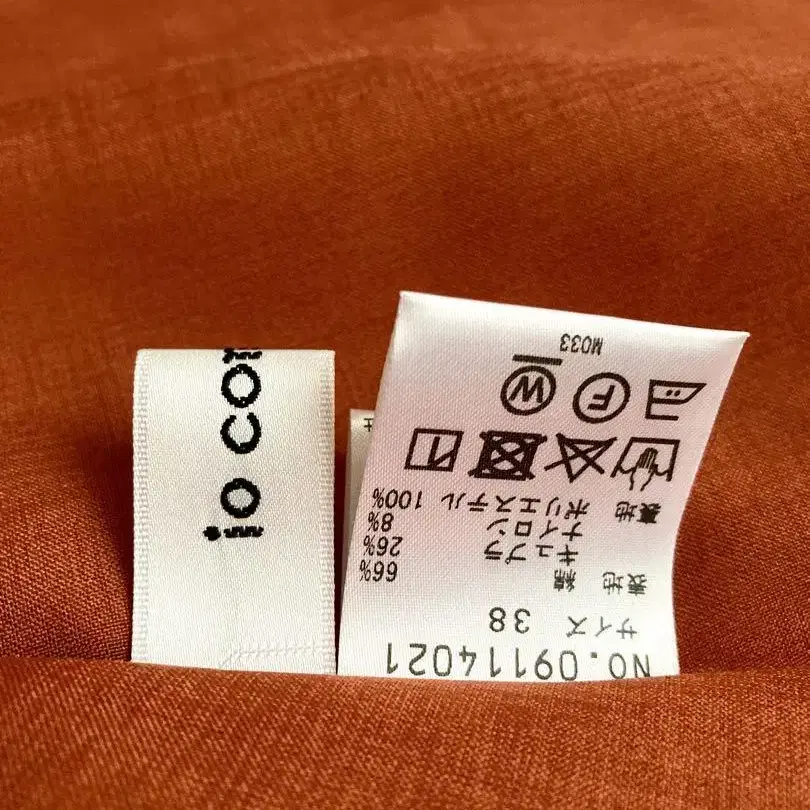 io co
NO.09114021
サイズ 38
表地 綿 66%
キュプラ 26%
ナイロン 8%
裏地 ポリエステル 100%
F W
M033